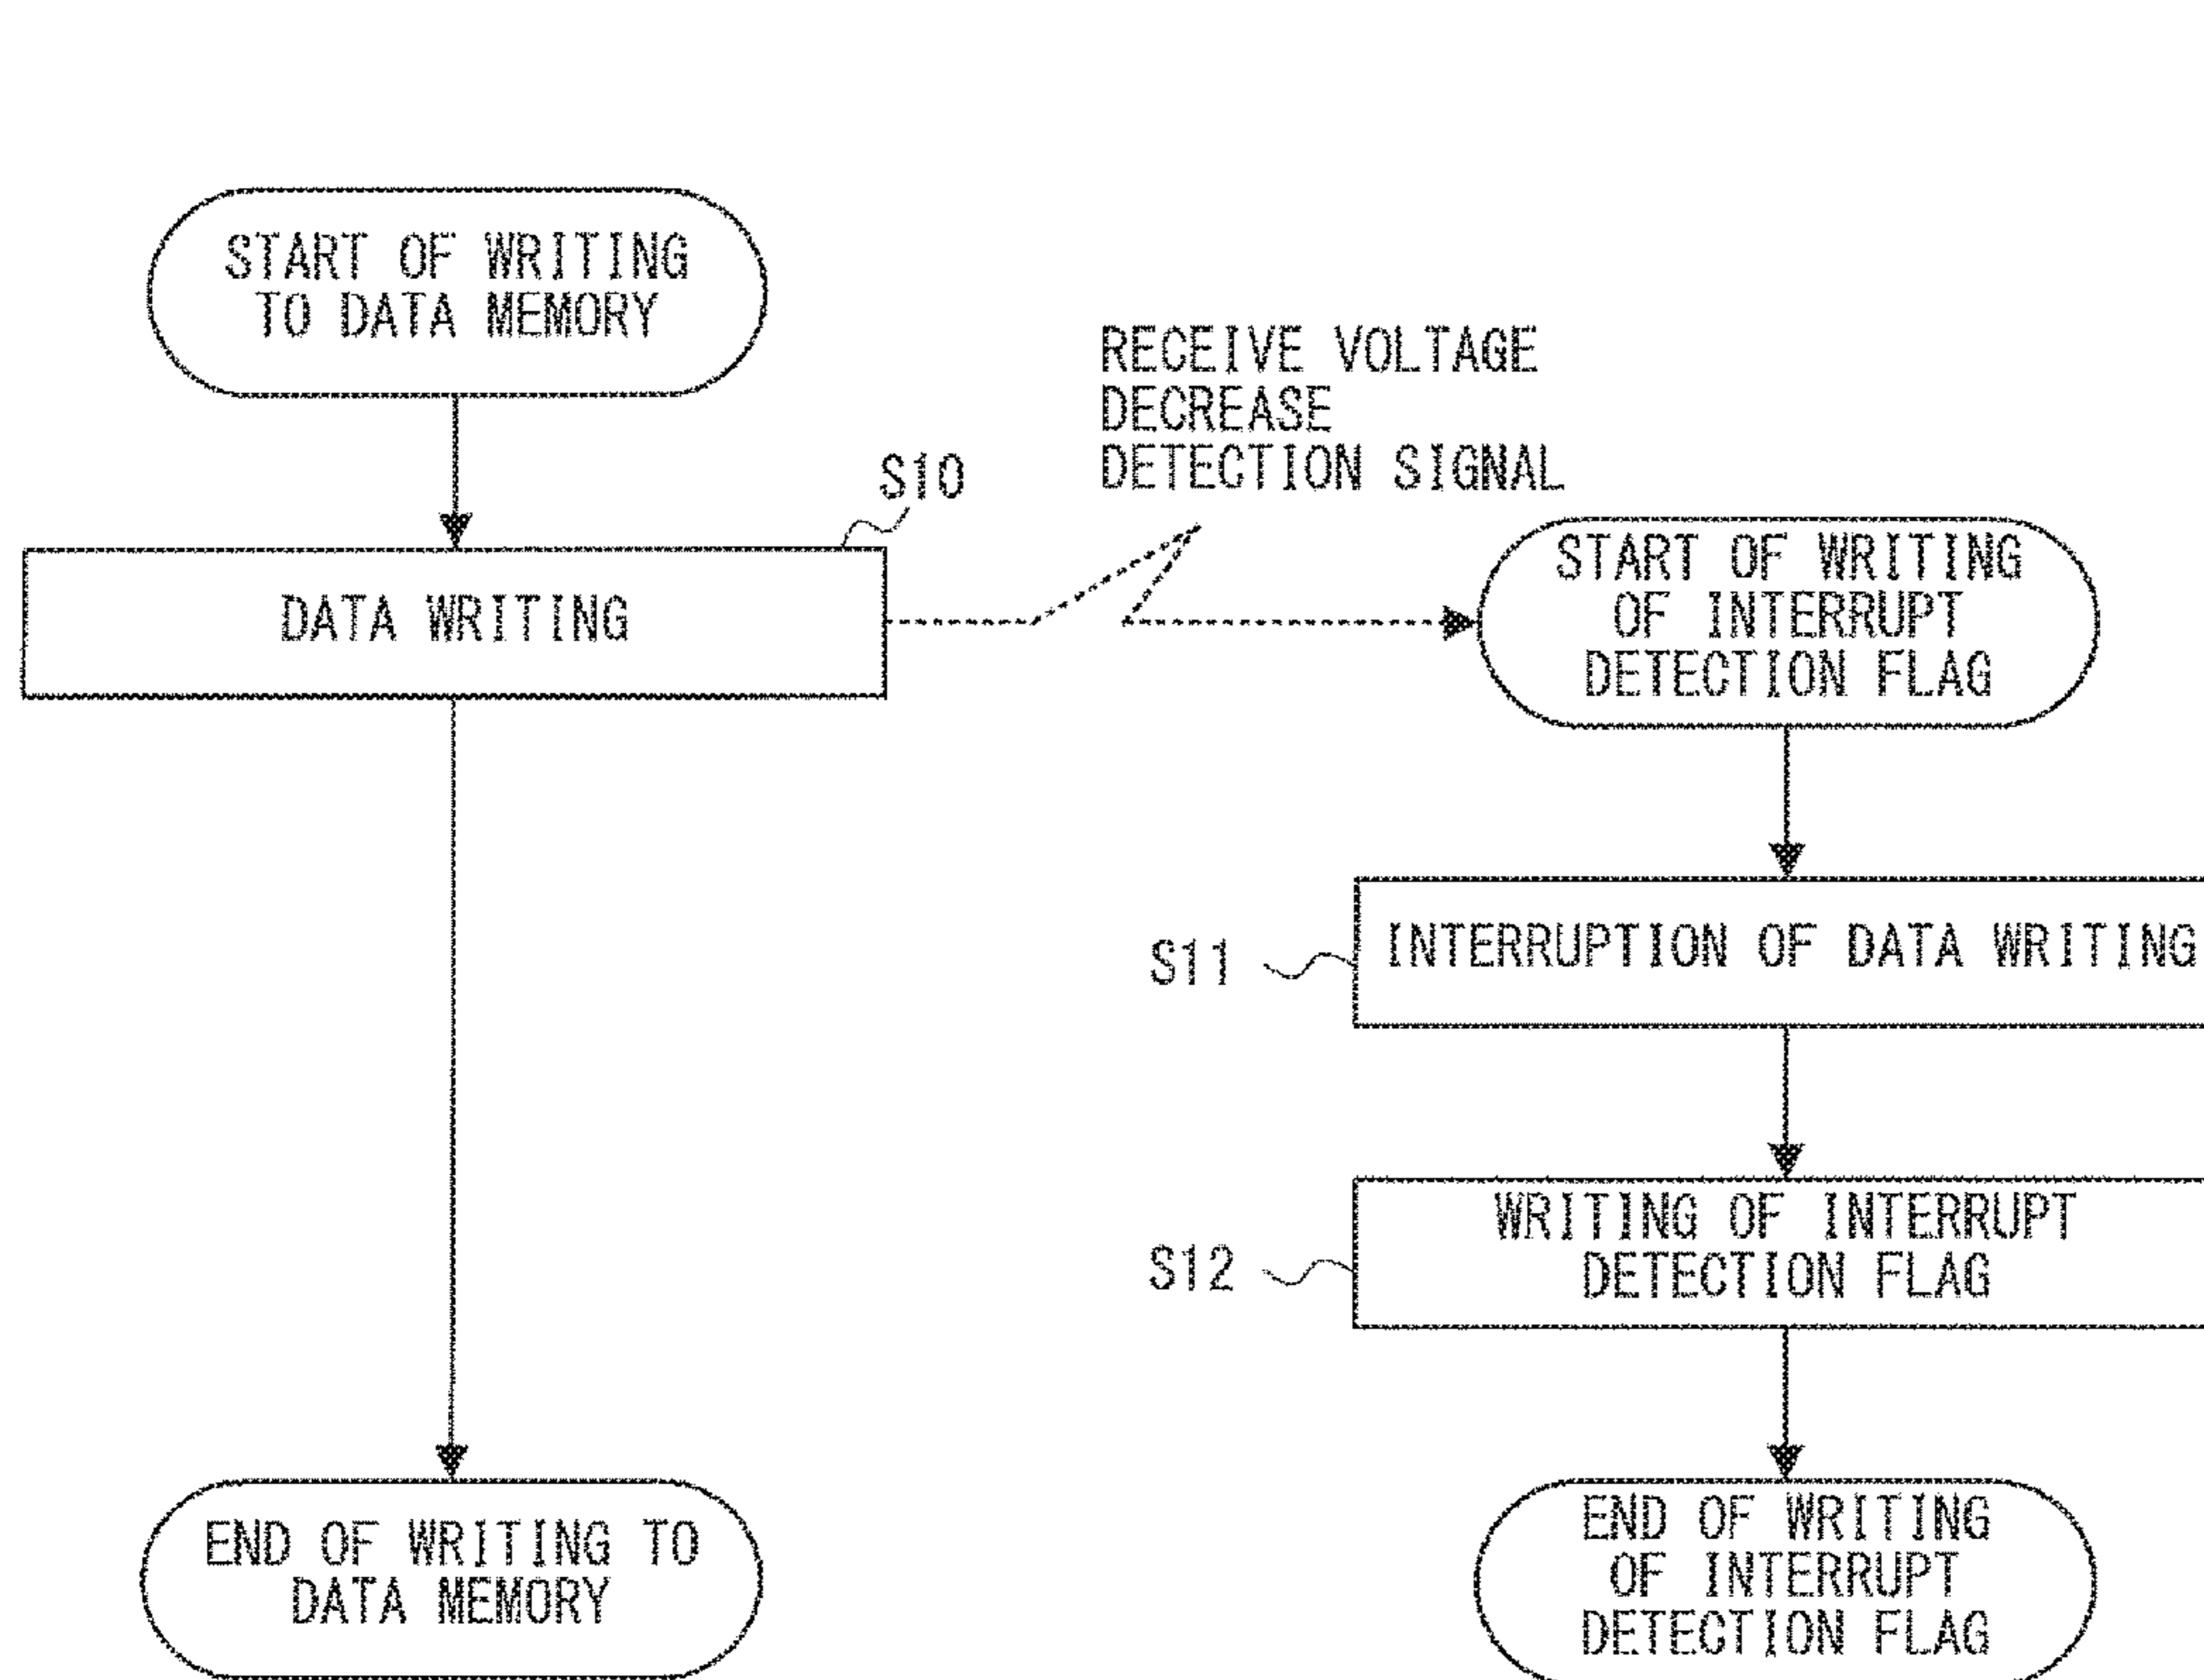 START OF WRITING
TO DATA MEMORY
RECEIVE VOLTAGE
DECREASE
DETECTION SIGNAL
S10
DATA WRITING
START OF WRITING
OF INTERRUPT
DETECTION FLAG
S11
INTERRUPTION OF DATA WRITING
S12
WRITING OF INTERRUPT
DETECTION FLAG
END OF WRITING TO
DATA MEMORY
END OF WRITING
OF INTERRUPT
DETECTION FLAG